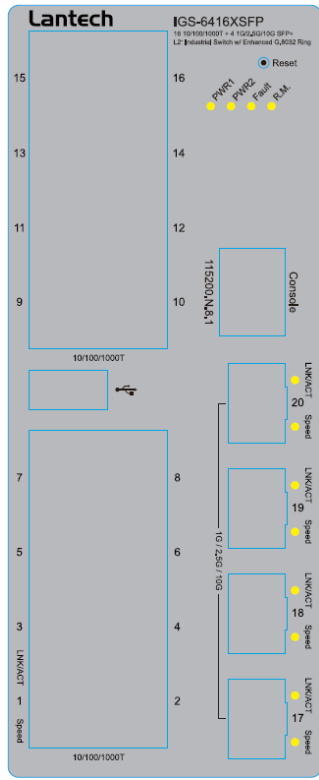 Lantech
IGS-6416XSFP
16 10/100/1000T + 4 1G/2.5G/10G SFP+
L2+ Industrial Switch w/ Enhanced G.8032 Ring
Reset
PWR1
PWR2
Fault
R.M.
15
16
13
14
11
12
9
10
10/100/1000T
115200,N,8,1
Console
LNK/ACT
20
Speed
LNK/ACT
19
Speed
1G / 2.5G / 10G
LNK/ACT
18
Speed
LNK/ACT
17
Speed
7
8
5
6
3
4
LNK/ACT
1
2
Speed
10/100/1000T